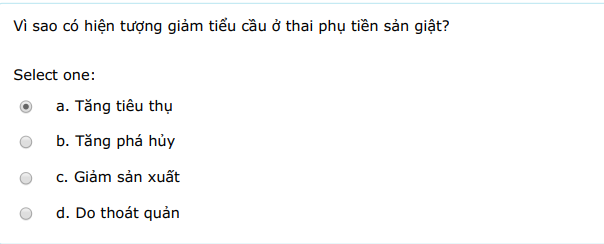 Vì sao có hiện tượng giảm tiểu cầu ở thai phụ tiền sản giật?
Select one:
a. Tăng tiêu thụ
b. Tăng phá hủy
c. Giảm sản xuất
d. Do thoát quản